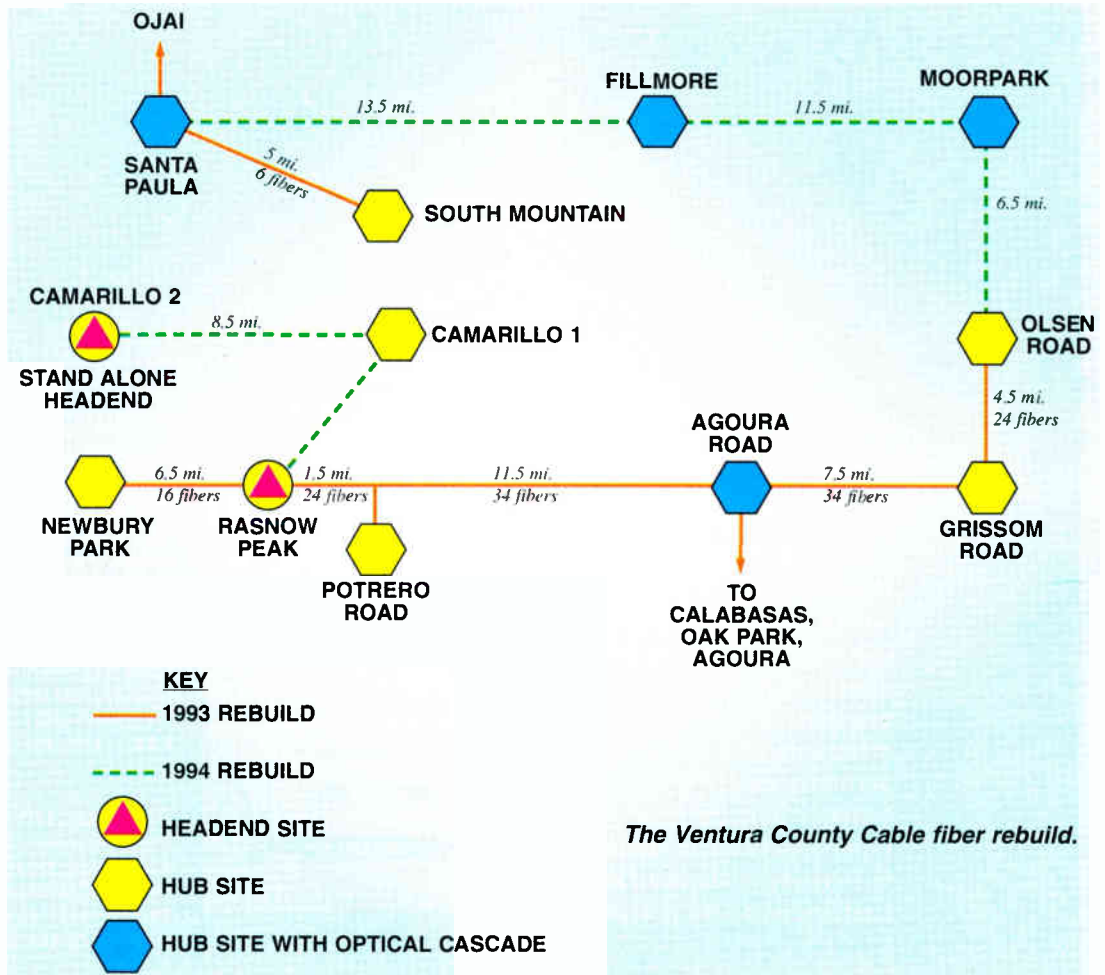 OJAI
FILLMORE
MOORPARK
13.5 mi.
11.5 mi.
SANTA
PAULA
5 mi.
6 fibers
SOUTH MOUNTAIN
6.5 mi.
CAMARILLO 2
8.5 mi.
CAMARILLO 1
STAND ALONE
HEADEND
OLSEN
ROAD
4.5 mi.
24 fibers
AGOURA
ROAD
6.5 mi.
16 fibers
1.5 mi.
24 fibers
11.5 mi.
34 fibers
7.5 mi.
34 fibers
NEWBURY
PARK
RASNOW
PEAK
POTRERO
ROAD
GRISSOM
ROAD
TO
CALABASAS,
OAK PARK,
AGOURA
KEY
1993 REBUILD
1994 REBUILD
HEADEND SITE
HUB SITE
HUB SITE WITH OPTICAL CASCADE
The Ventura County Cable fiber rebuild.